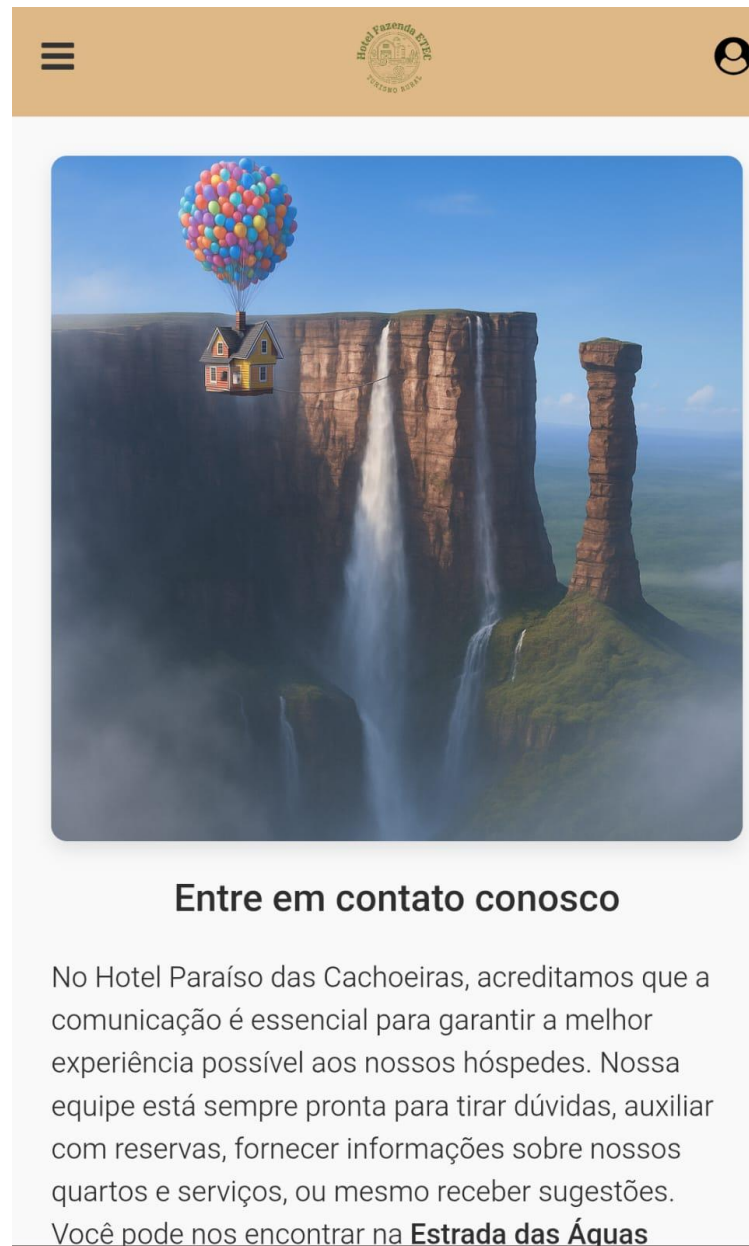 Hotel Fazenda ETEC
TURISMO RURAL
Entre em contato conosco
No Hotel Paraíso das Cachoeiras, acreditamos que a
comunicação é essencial para garantir a melhor
experiência possível aos nossos hóspedes. Nossa
equipe está sempre pronta para tirar dúvidas, auxiliar
com reservas, fornecer informações sobre nossos
quartos e serviços, ou mesmo receber sugestões.
Você pode nos encontrar na Estrada das Águas